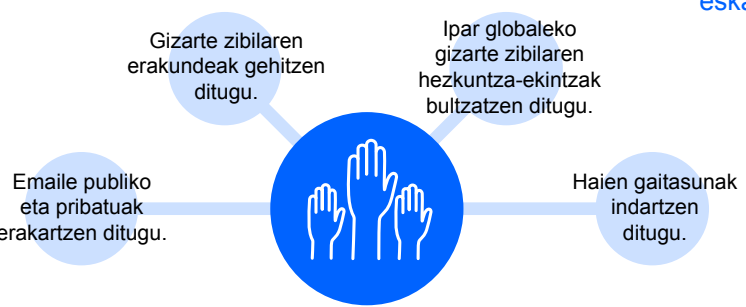 Gizarte zibilaren
erakundeak gehitzen
ditugu.
Ipar globaleko
gizarte zibilaren
hezkuntza-ekintzak
bultzatzen ditugu.
Emaile publiko
eta pribatuak
erakartzen ditugu.
Haien gaitasunak
indartzen
ditugu.